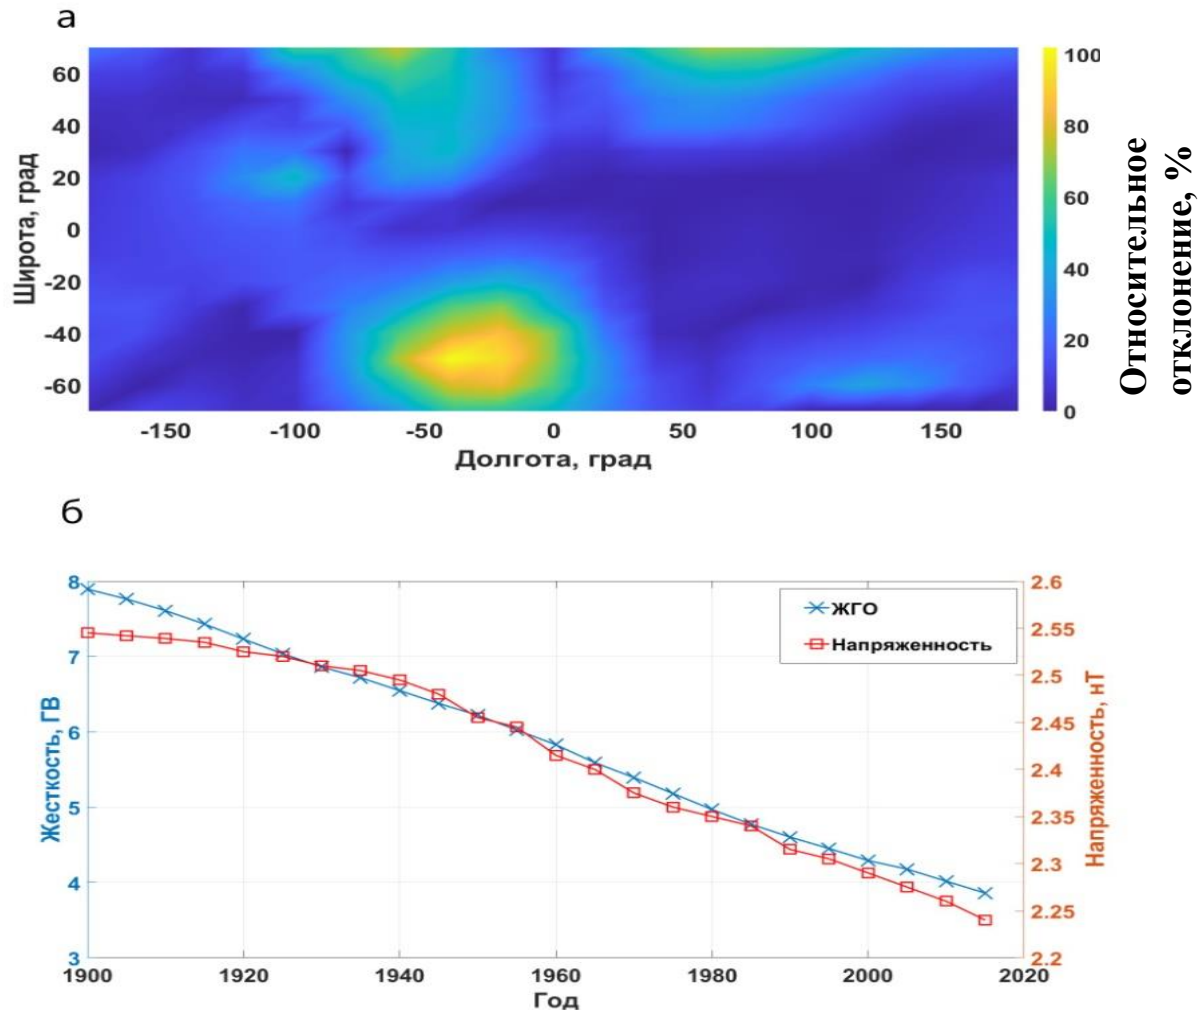 а
60
40
20
0
-20
-40
-60
Широта, град
-150 -100 -50 0 50 100 150
Долгота, град
100
80
60
40
20
0
Относительное
отклонение, %
б
8
7
6
5
4
3
Жесткость, ГВ
ЖГО
Напряженность
2.6
2.55
2.5
2.45
2.4
2.35
2.3
2.25
2.2
Напряженность, нТ
1900 1920 1940 1960 1980 2000 2020
Год